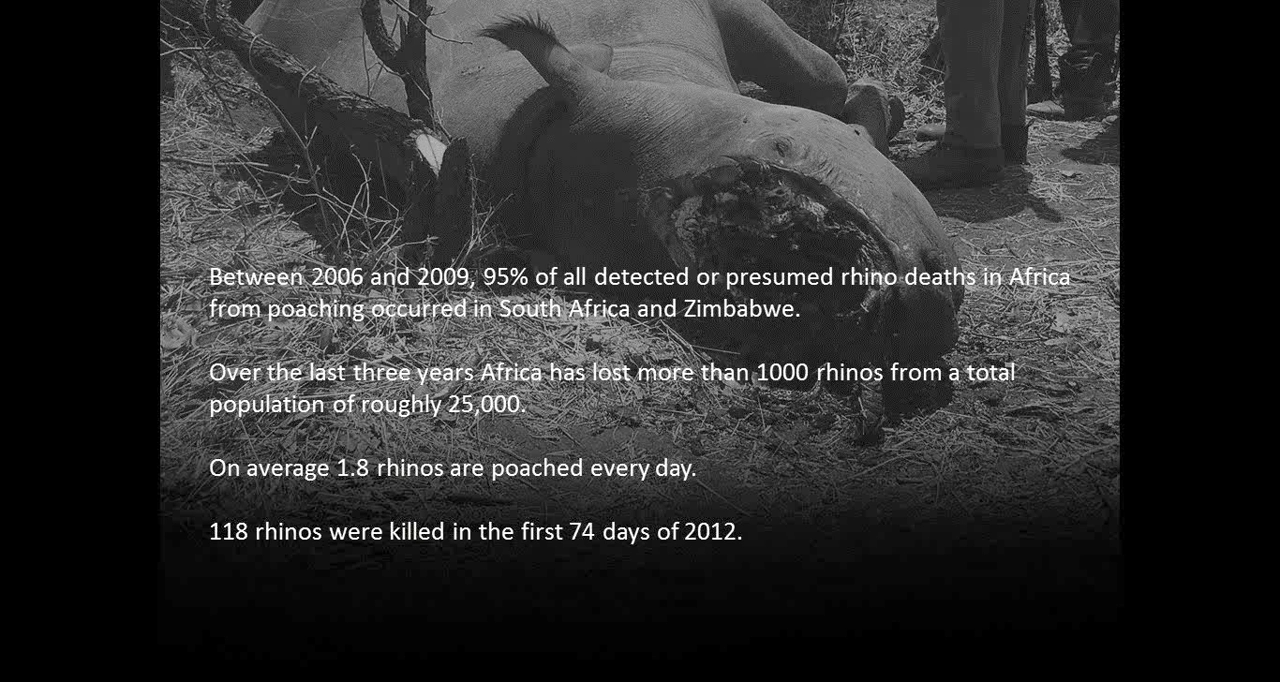 Between 2006 and 2009, 95% of all detected or presumed rhino deaths in Africa
from poaching occurred in South Africa and Zimbabwe.
Over the last three years Africa has lost more than 1000 rhinos from a total
population of roughly 25,000.
On average 1.8 rhinos are poached every day.
118 rhinos were killed in the first 74 days of 2012.